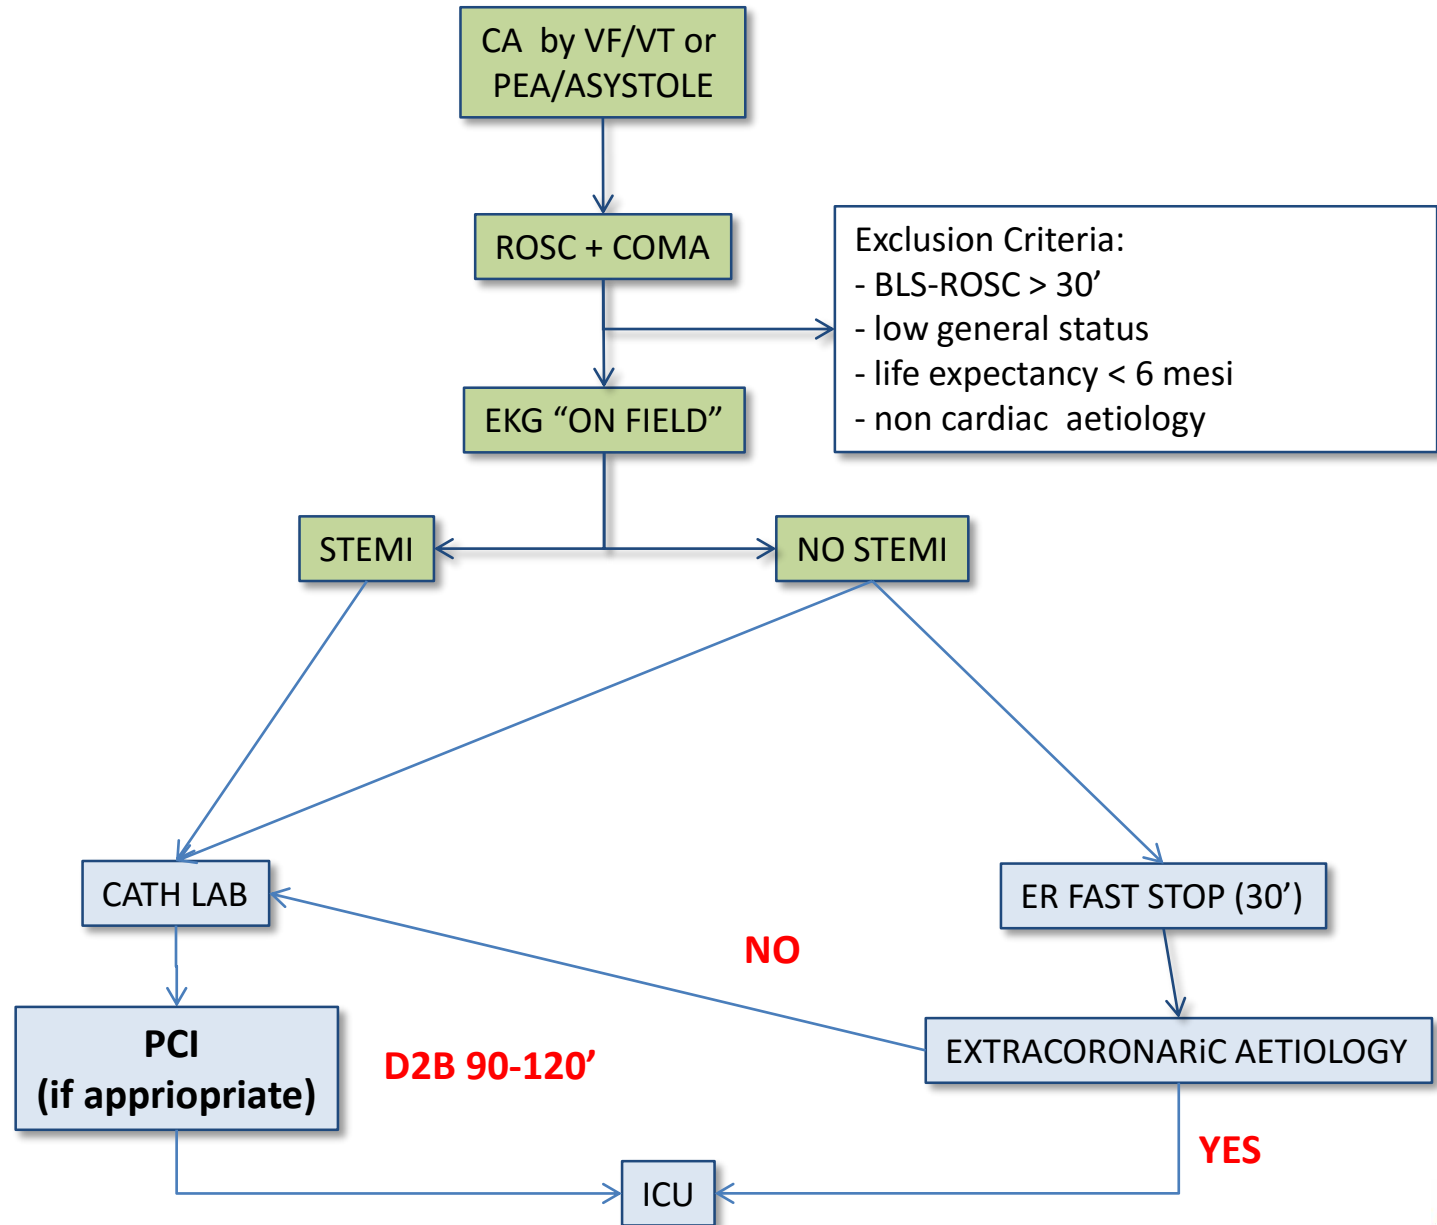 CA by VF/VT or
PEA/ASYSTOLE
ROSC + COMA
Exclusion Criteria:
- BLS-ROSC > 30’
- low general status
- life expectancy < 6 mesi
- non cardiac aetiology
EKG “ON FIELD”
STEMI
NO STEMI
CATH LAB
ER FAST STOP (30’)
NO
PCI
(if appriopriate)
D2B 90-120’
EXTRACORONARiC AETIOLOGY
YES
ICU